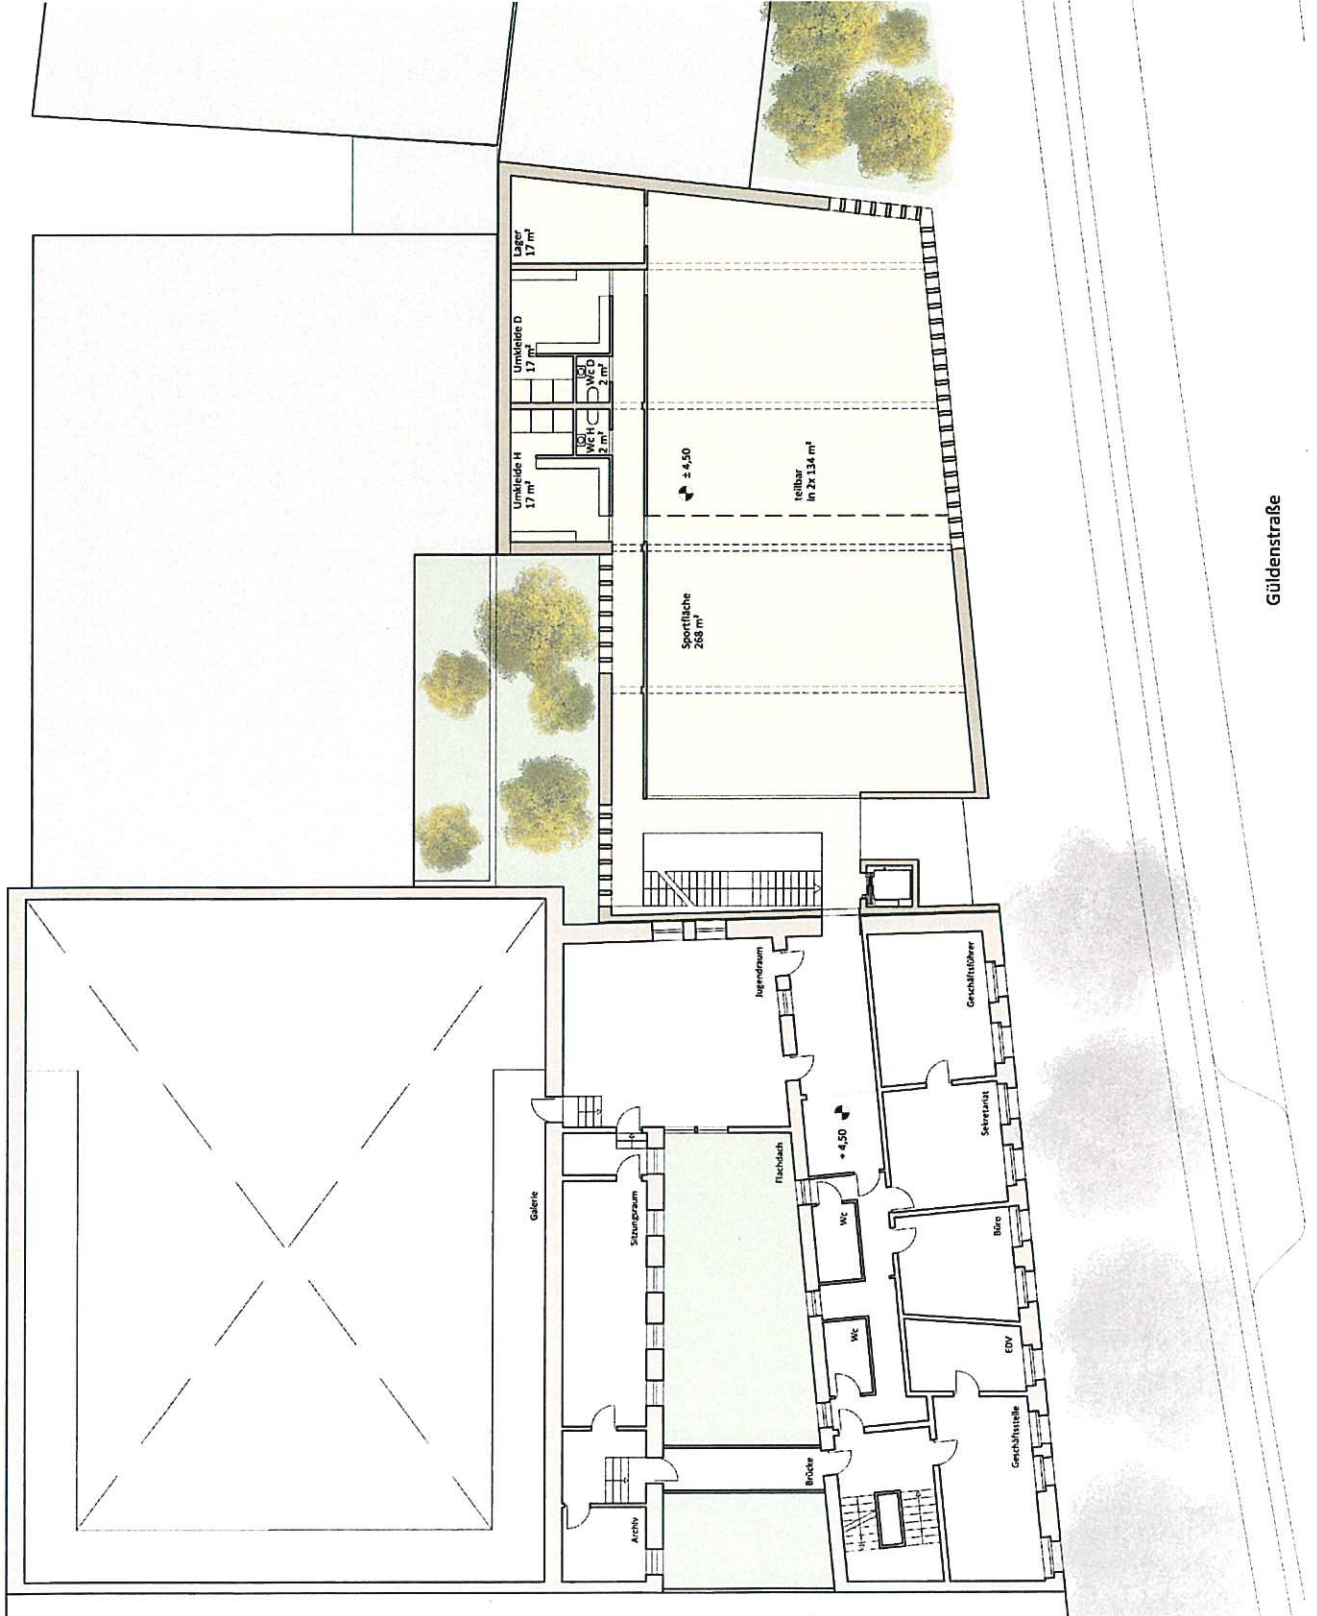 Lager
17 m²
Umkleide D
17 m²
Wc D
2 m²
Wc H
2 m²
Umkleide H
17 m²
± 4,50
teilbar
in 2x 134 m²
Sportfläche
268 m²
Güldenstraße
Jugendraum
Geschäftsführer
+ 4,50
Sekretariat
Galerie
Sitzungsraum
Flachdach
Wc
Büro
Wc
EDV
Geschäftsstelle
Brücke
Archiv